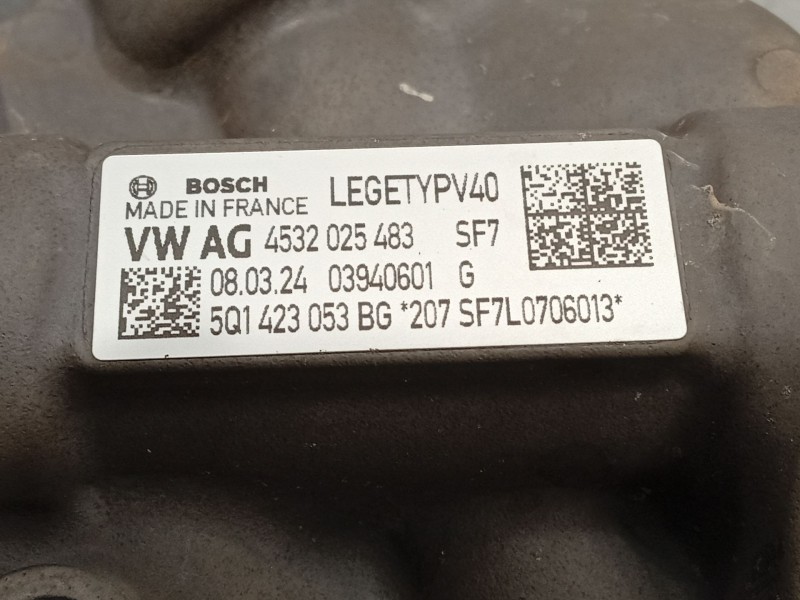 BOSCH LEGETYPV40
MADE IN FRANCE
VW AG 4532 025 483 SF7
08.03.24 03940601 G
5Q1 423 053 BG *207 SF7L0706013*